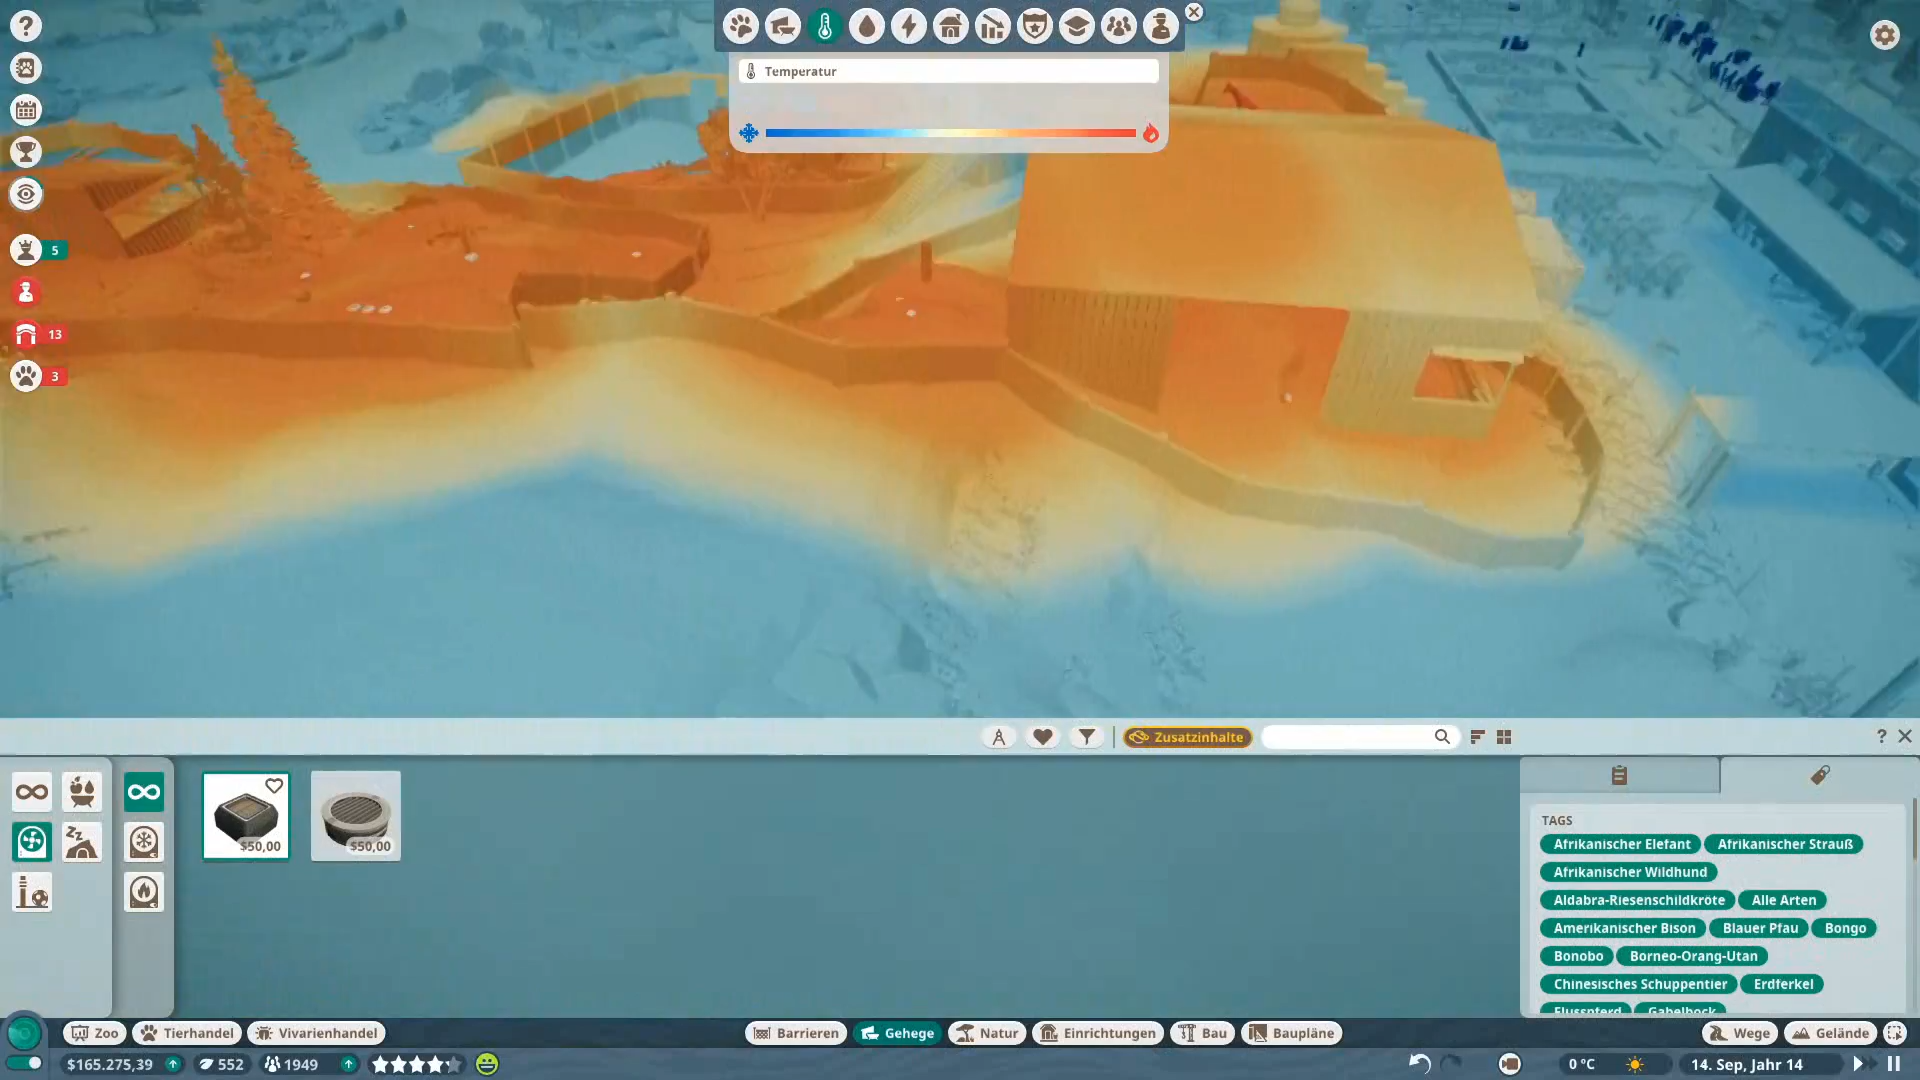 Temperatur
5
13
3
Zusatzinhalte
$50,00
$50,00
TAGS
Afrikanischer Elefant
Afrikanischer Strauß
Afrikanischer Wildhund
Aldabra-Riesenschildkröte
Alle Arten
Amerikanischer Bison
Blauer Pfau
Bongo
Bonobo
Borneo-Orang-Utan
Chinesisches Schuppentier
Erdferkel
Flusspferd
Gabelbock
Zoo
Tierhandel
Vivarienhandel
Barrieren
Gehege
Natur
Einrichtungen
Bau
Baupläne
Wege
Gelände
$165.275,39
552
1949
0 °C
14. Sep, Jahr 14